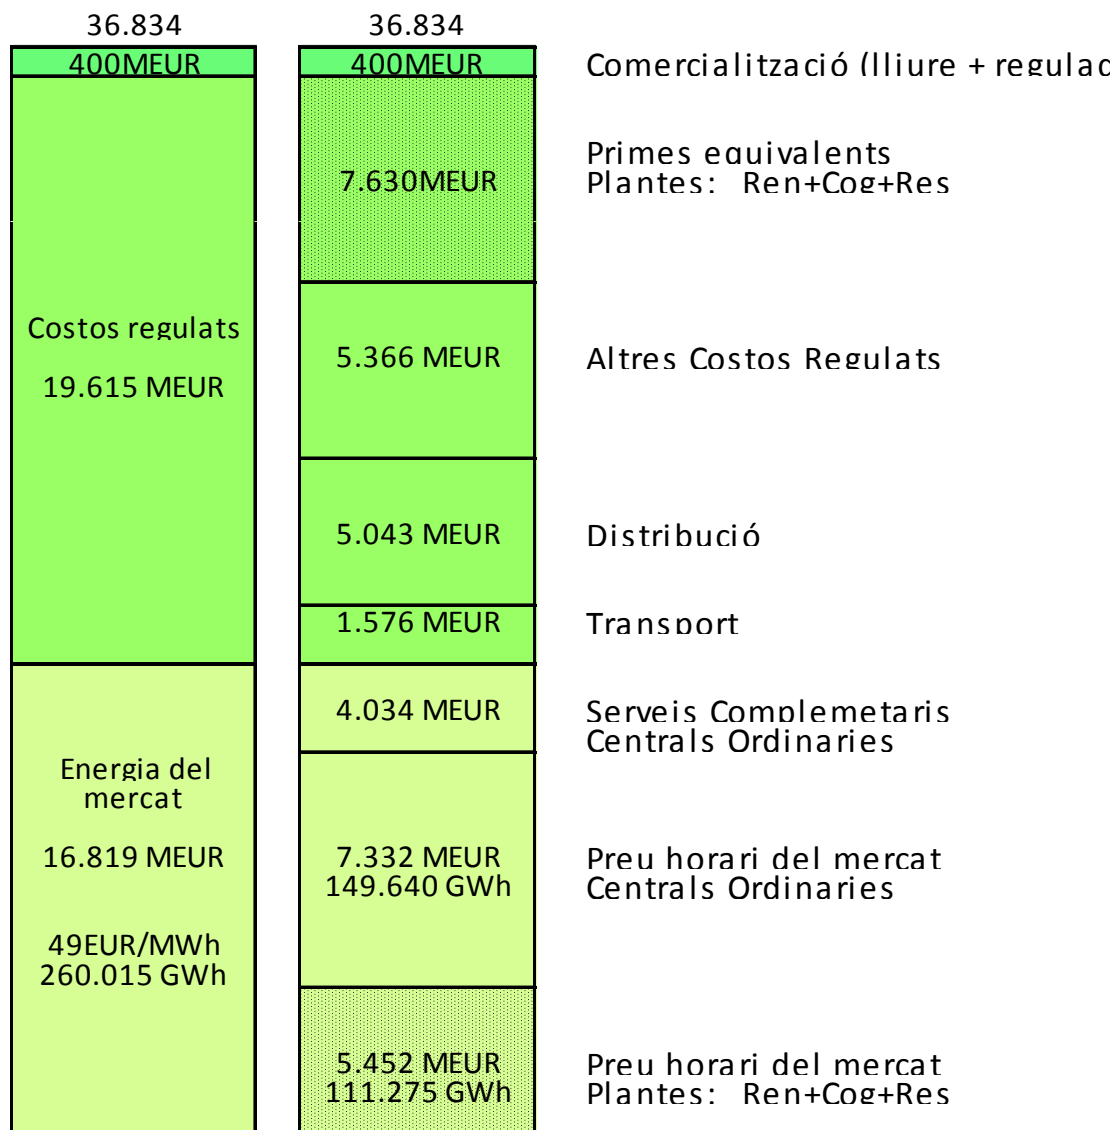 36.834 36.834
400MEUR 400MEUR Comercialització (lliure + regulad
7.630MEUR Primes equivalents
Plantes: Ren+Cog+Res
Costos regulats
19.615 MEUR
5.366 MEUR Altres Costos Regulats
5.043 MEUR Distribució
1.576 MEUR Transport
4.034 MEUR Serveis Complemetaris
Centrals Ordinaries
Energia del
mercat
16.819 MEUR
49EUR/MWh
260.015 GWh
7.332 MEUR Preu horari del mercat
149.640 GWh Centrals Ordinaries
5.452 MEUR Preu horari del mercat
111.275 GWh Plantes: Ren+Cog+Res